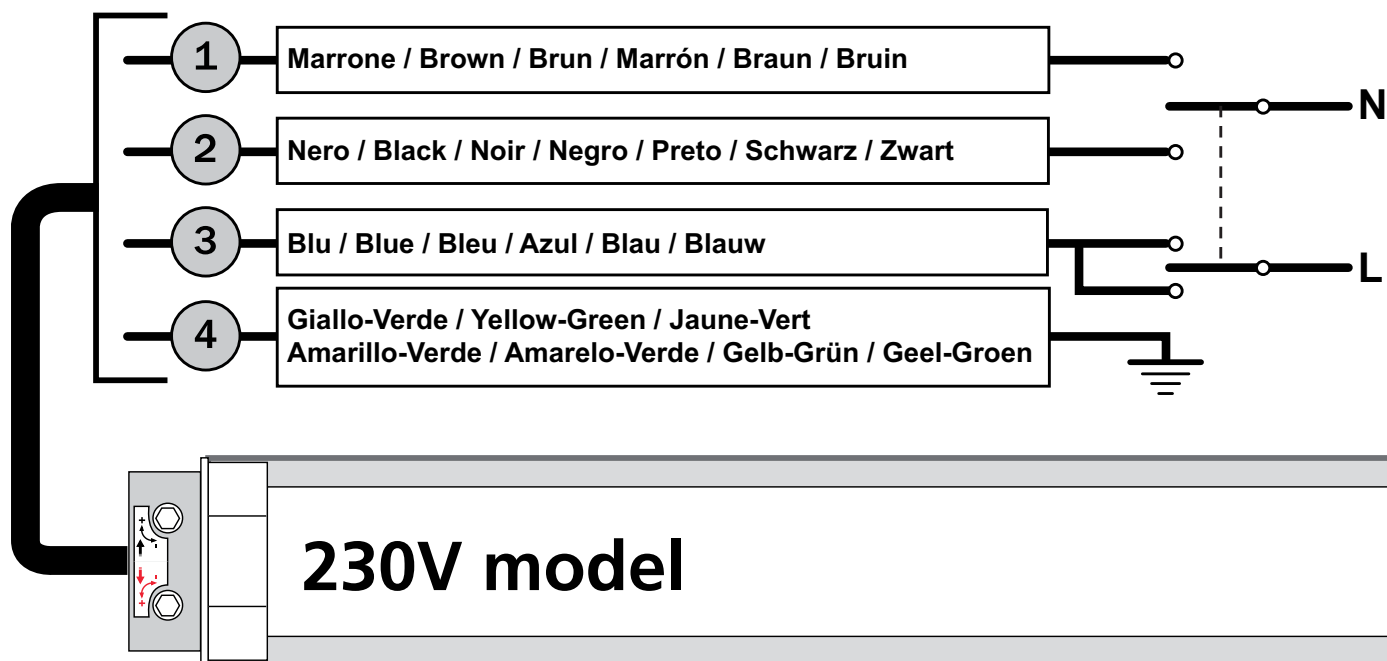 1
Marrone / Brown / Brun / Marrón / Braun / Bruin
N
2
Nero / Black / Noir / Negro / Preto / Schwarz / Zwart
3
Blu / Blue / Bleu / Azul / Blau / Blauw
L
4
Giallo-Verde / Yellow-Green / Jaune-Vert
Amarillo-Verde / Amarelo-Verde / Gelb-Grün / Geel-Groen
+
-
-
+
230V model